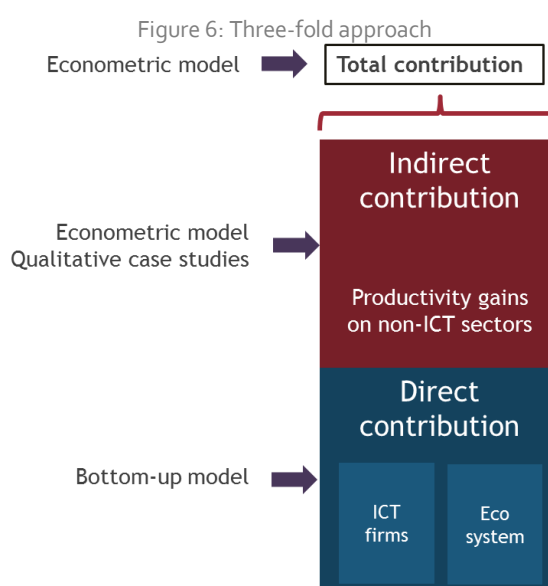 Figure 6: Three-fold approach
Econometric model
Total contribution
Indirect
contribution
Econometric model
Qualitative case studies
Productivity gains
on non-ICT sectors
Direct
contribution
Bottom-up model
ICT
firms
Eco
system